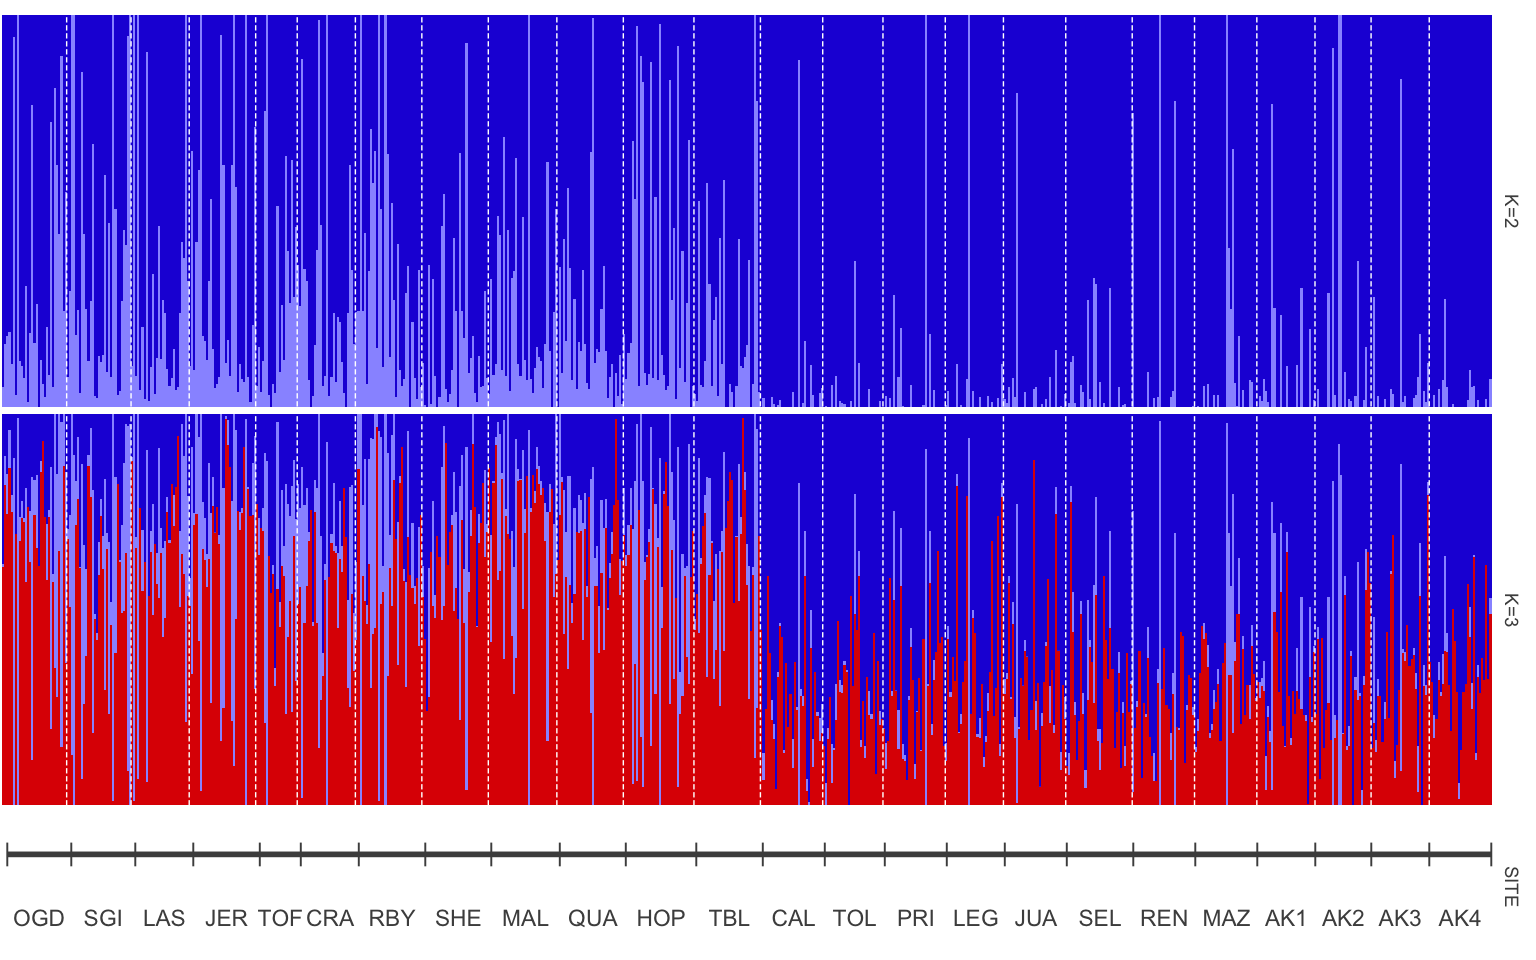 K=2
K=3
SITE
OGD SGI LAS JER TOF CRA RBY SHE MAL QUA HOP TBL CAL TOL PRI LEG JUA SEL REN MAZ AK1 AK2 AK3 AK4